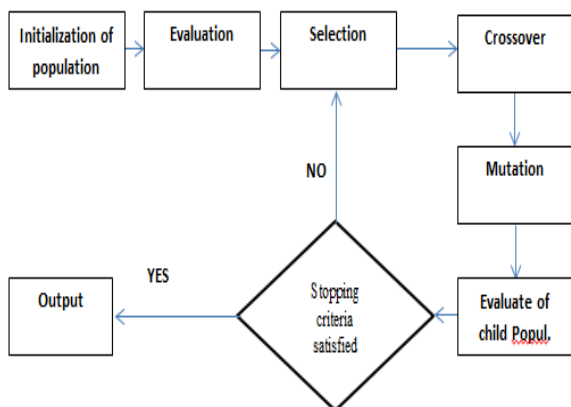 Initialization of
population
Evaluation
Selection
Crossover
Mutation
Evaluate of
child Popul.
Stopping
criteria
satisfied
NO
YES
Output